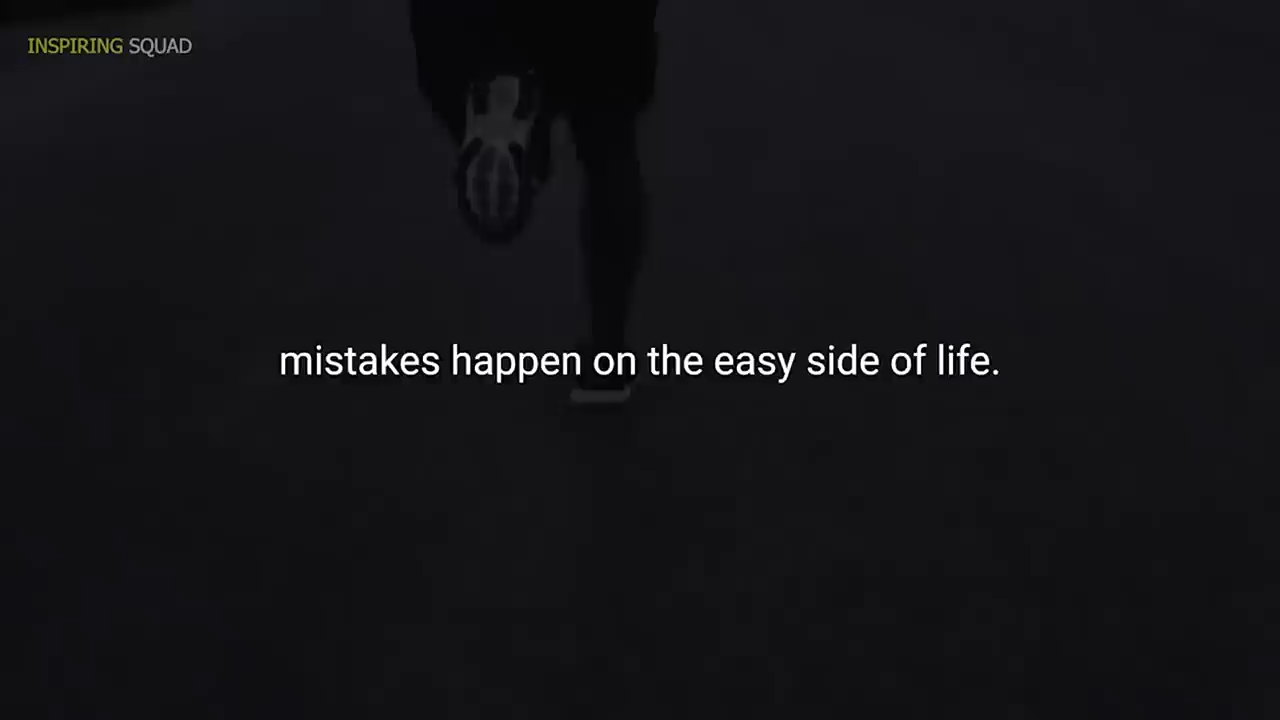 INSPIRING SQUAD
mistakes happen on the easy side of life.